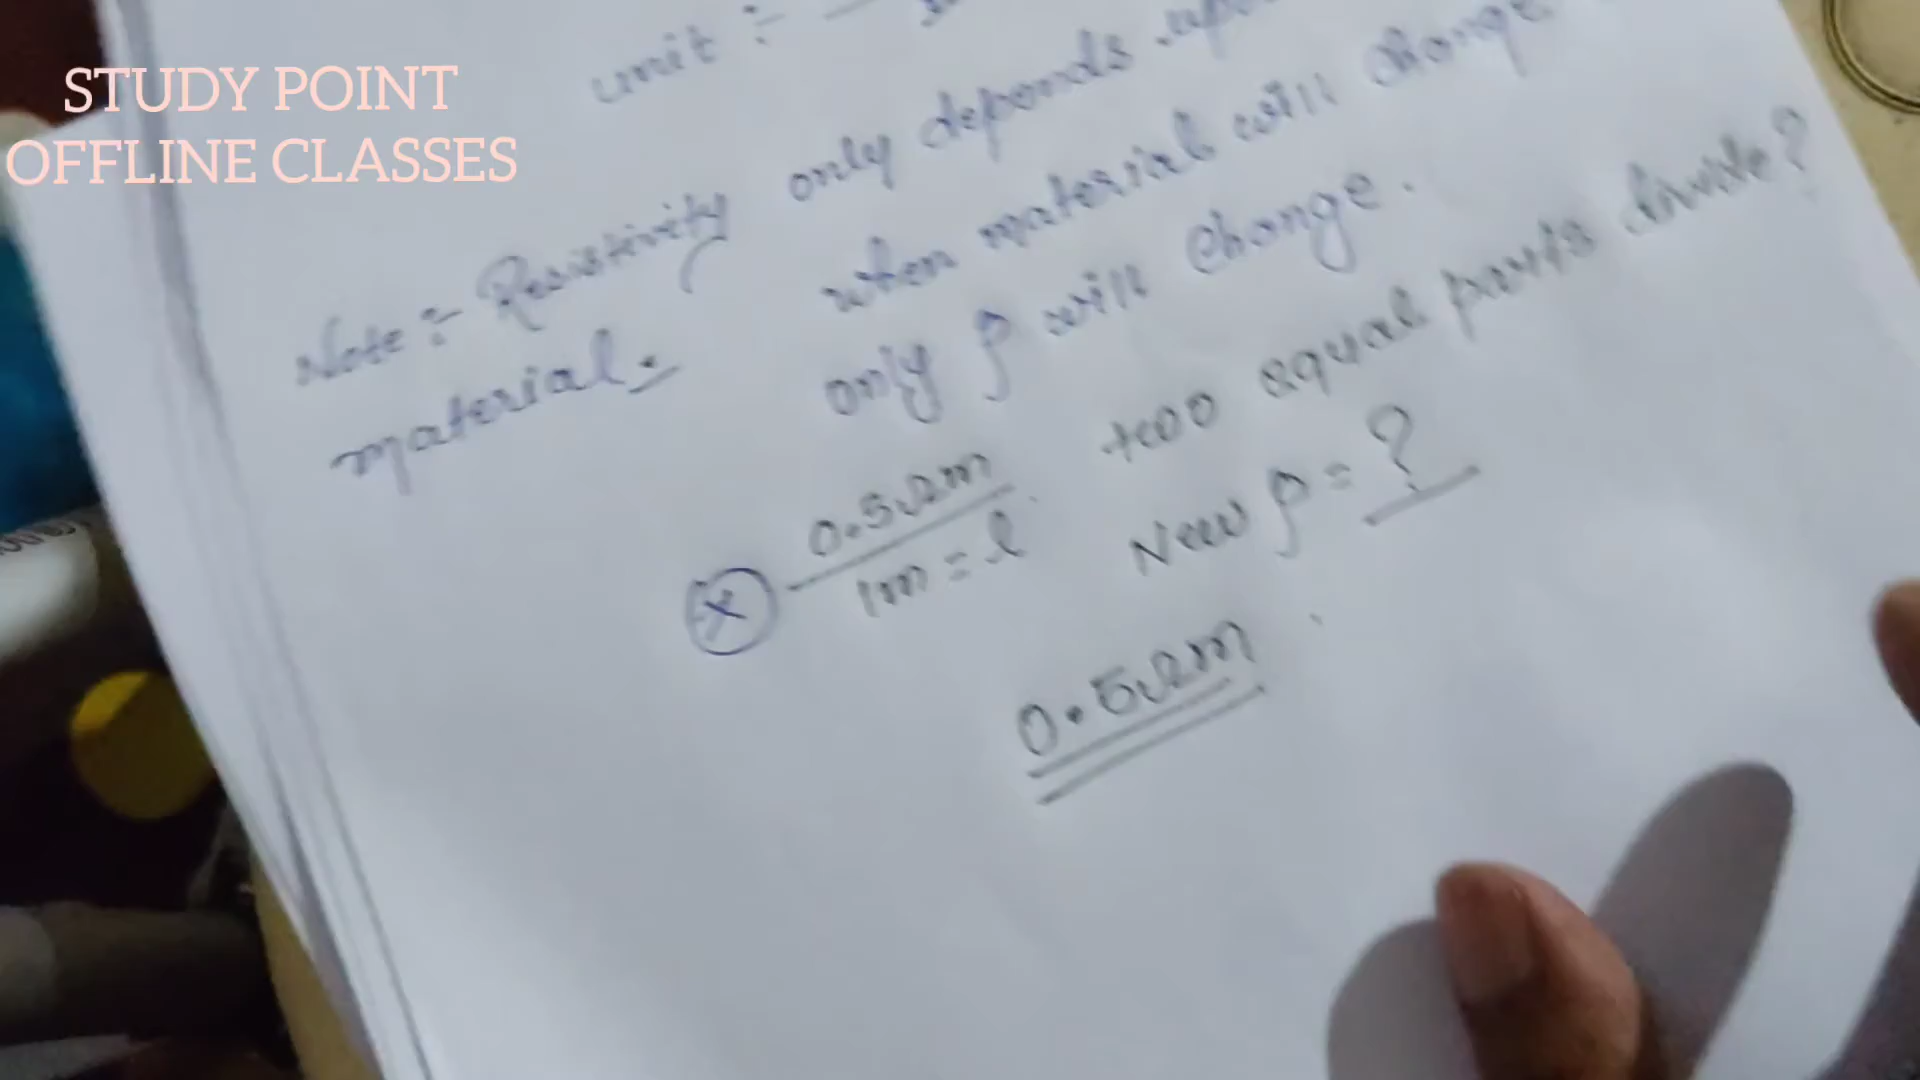 STUDY POINT
OFFLINE CLASSES
unit :-
Note :- Resistivity only depends upon
material. when material will change
only ρ will change.
0.5Ωm two equal parts divide?
x 1m = l New ρ = ?
0.5Ωm